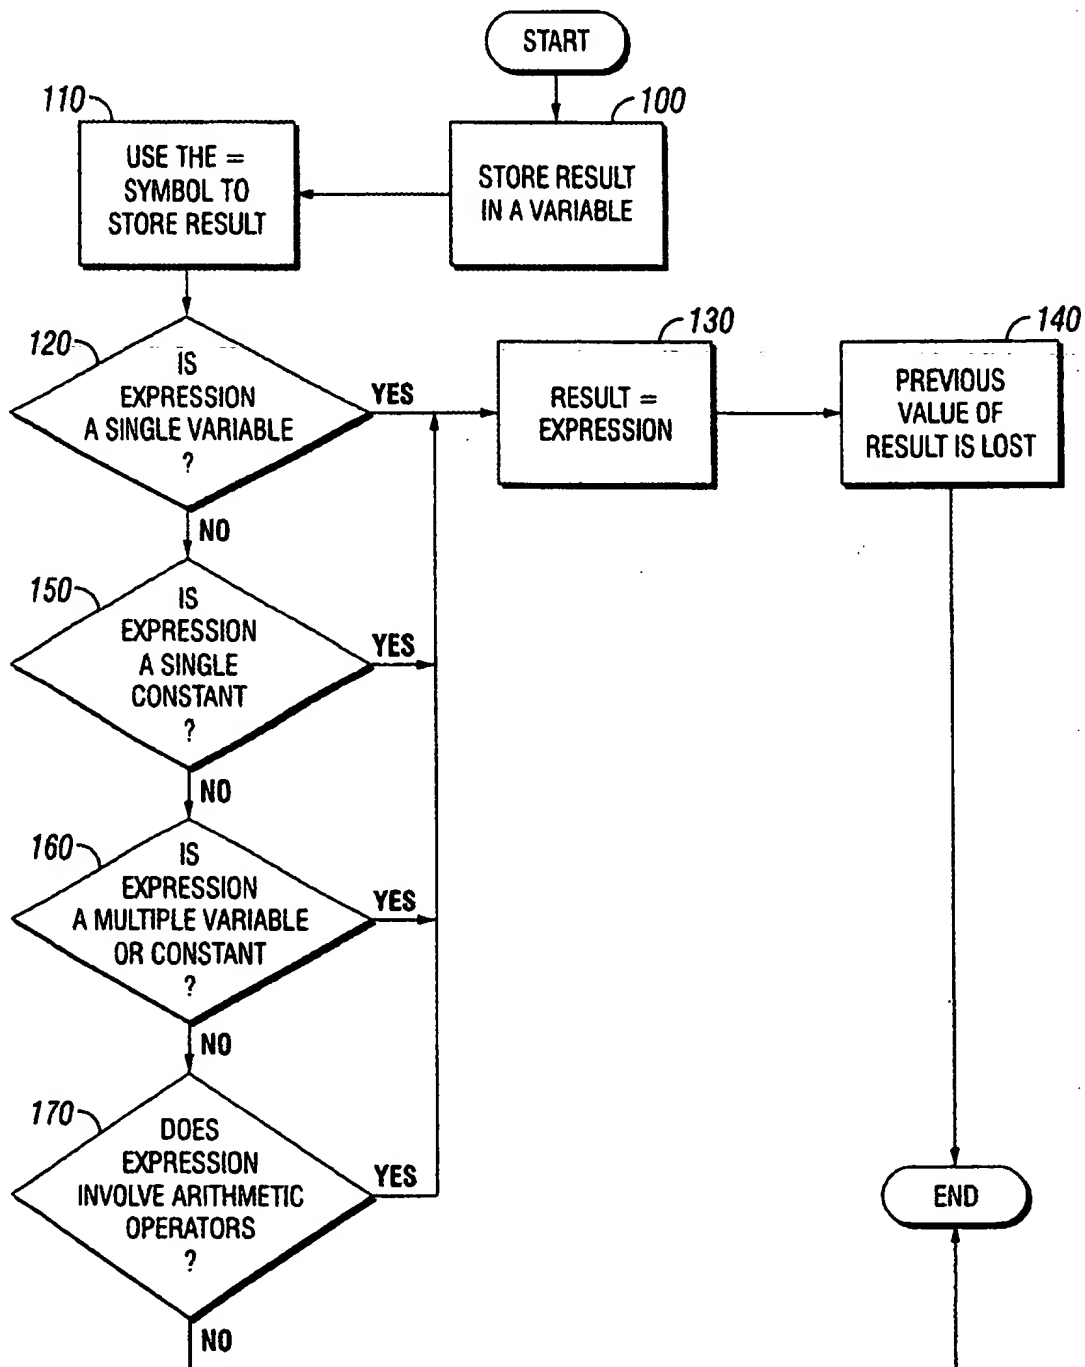 START
110
100
USE THE =
SYMBOL TO
STORE RESULT
STORE RESULT
IN A VARIABLE
120
IS
EXPRESSION
A SINGLE VARIABLE
?
YES
130
RESULT =
EXPRESSION
140
PREVIOUS
VALUE OF
RESULT IS LOST
NO
150
IS
EXPRESSION
A SINGLE
CONSTANT
?
YES
NO
160
IS
EXPRESSION
A MULTIPLE VARIABLE
OR CONSTANT
?
YES
NO
170
DOES
EXPRESSION
INVOLVE ARITHMETIC
OPERATORS
?
YES
END
NO